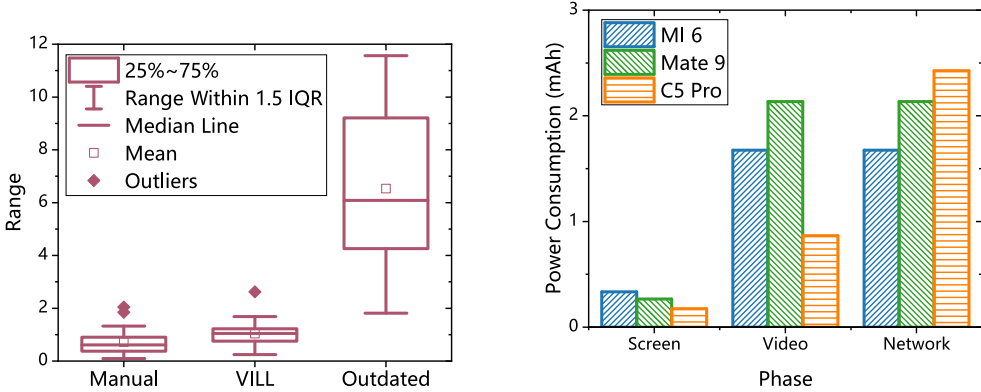 12
10
8
6
4
2
0
Range
25%~75%
Range Within 1.5 IQR
Median Line
Mean
Outliers
Manual VILL Outdated
3
2
1
0
Power Consumption (mAh)
MI 6
Mate 9
C5 Pro
Screen Video Network
Phase